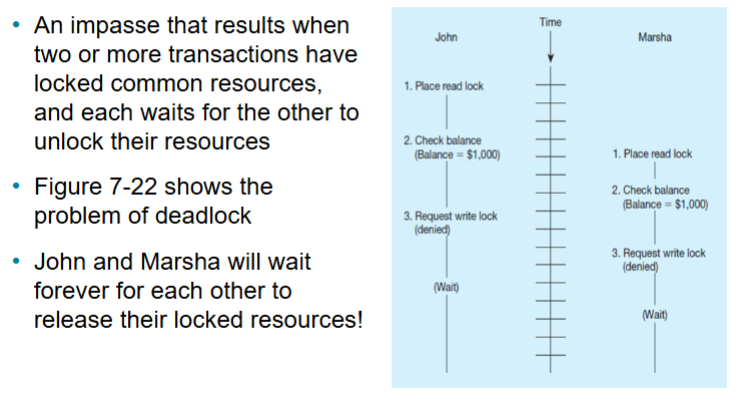 • An impasse that results when
two or more transactions have
locked common resources,
and each waits for the other to
unlock their resources
• Figure 7-22 shows the
problem of deadlock
• John and Marsha will wait
forever for each other to
release their locked resources!
Time
John
Marsha
1. Place read lock
2. Check balance
(Balance = $1,000)
3. Request write lock
(denied)
(Wait)
1. Place read lock
2. Check balance
(Balance = $1,000)
3. Request write lock
(denied)
(Wait)